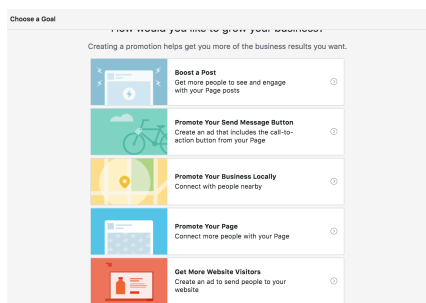 Choose a Goal
How would you like to grow your business?
Creating a promotion helps get you more of the business results you want.
Boost a Post
Get more people to see and engage
with your Page posts
Promote Your Send Message Button
Create an ad that includes the call-to-
action button from your Page
Promote Your Business Locally
Connect with people nearby
Promote Your Page
Connect more people with your Page
Get More Website Visitors
Create an ad to send people to your
website